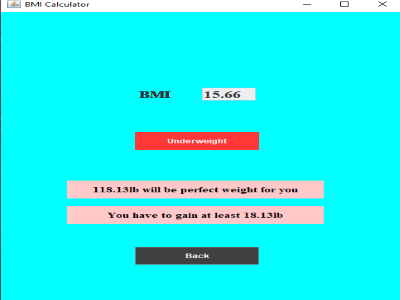 BMI Calculator
BMI 15.66
Underweight
118.13lb will be perfect weight for you
You have to gain at least 18.13lb
Back